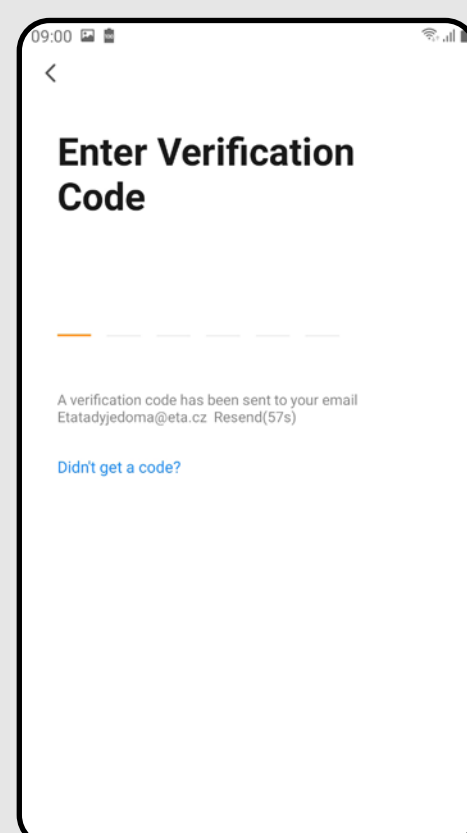 09:00
Enter Verification
Code
A verification code has been sent to your email
Etatadyjedoma@eta.cz Resend(57s)
Didn't get a code?